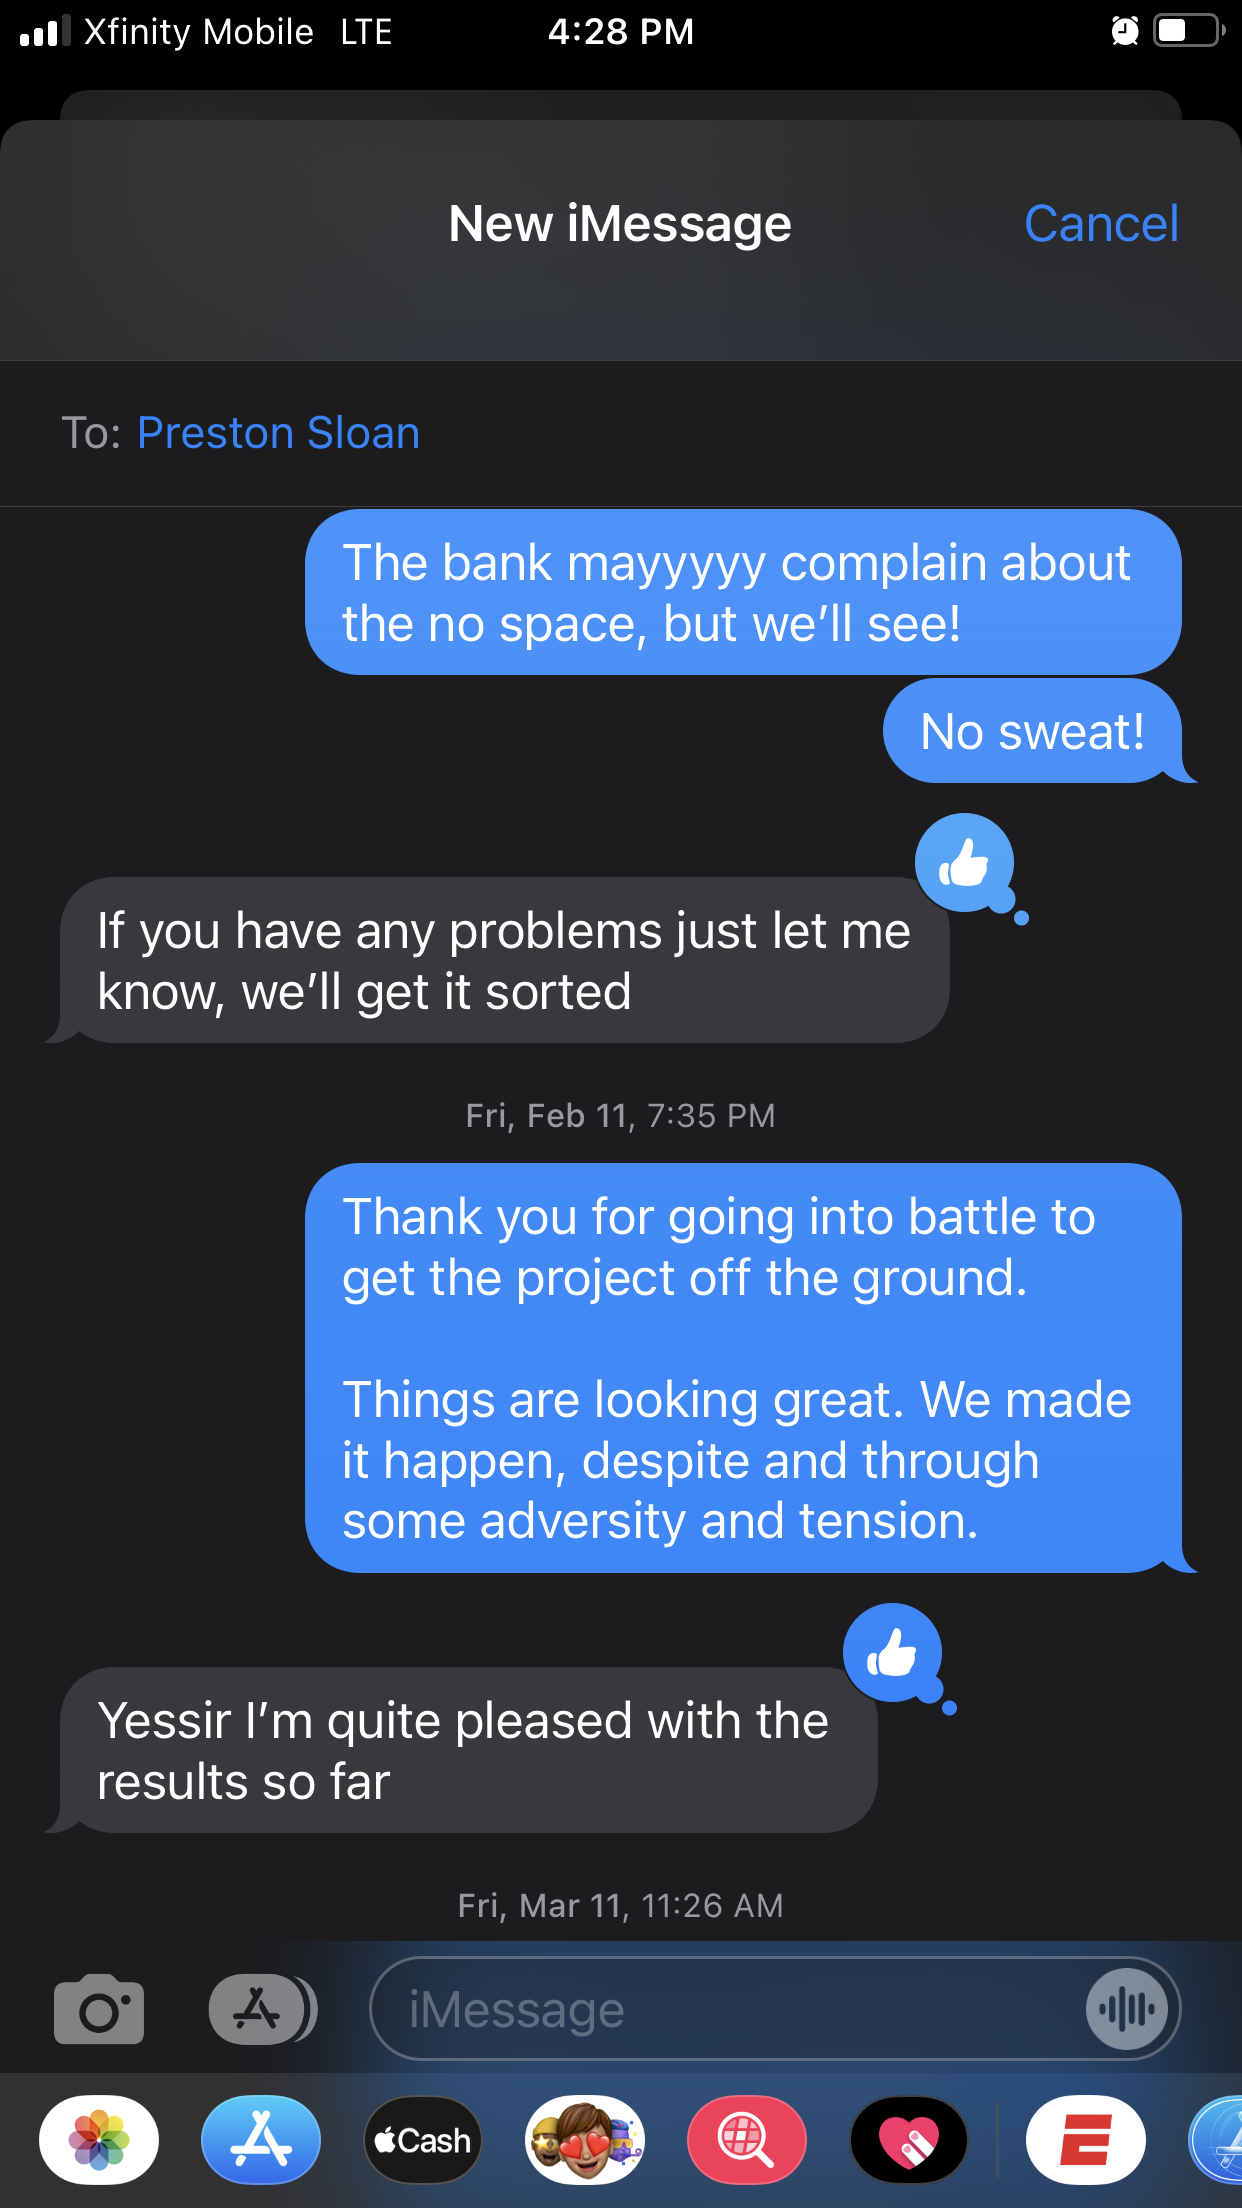 Xfinity Mobile LTE 4:28 PM
New iMessage Cancel
To: Preston Sloan
The bank mayyyyy complain about
the no space, but we’ll see!
No sweat!
If you have any problems just let me
know, we’ll get it sorted
Fri, Feb 11, 7:35 PM
Thank you for going into battle to
get the project off the ground.
Things are looking great. We made
it happen, despite and through
some adversity and tension.
Yessir I’m quite pleased with the
results so far
Fri, Mar 11, 11:26 AM
iMessage
Cash